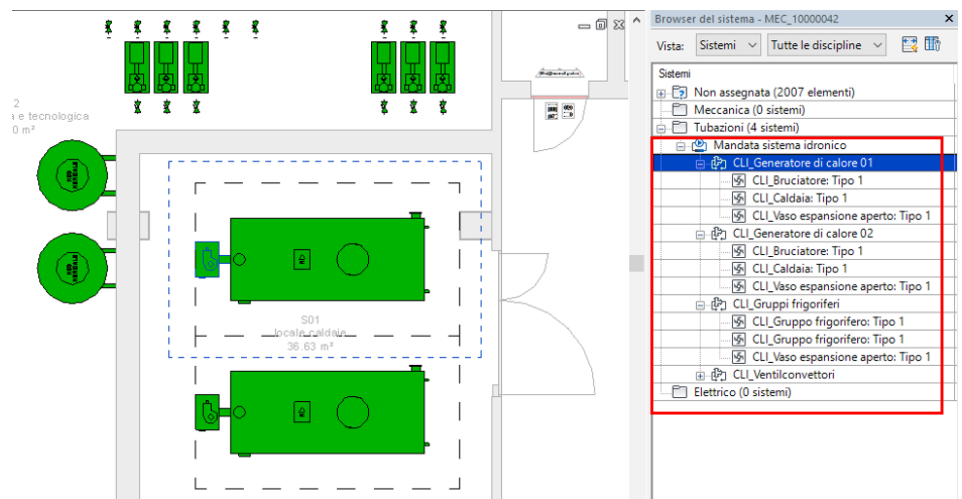 Browser del sistema - MEC_10000042
Vista:
Sistemi
Tutte le discipline
Sistemi
Non assegnata (2007 elementi)
Meccanica (0 sistemi)
Tubazioni (4 sistemi)
Mandata sistema idronico
CLI_Generatore di calore 01
CLI_Bruciatore: Tipo 1
CLI_Caldaia: Tipo 1
CLI_Vaso espansione aperto: Tipo 1
CLI_Generatore di calore 02
CLI_Bruciatore: Tipo 1
CLI_Caldaia: Tipo 1
CLI_Vaso espansione aperto: Tipo 1
CLI_Gruppi frigoriferi
CLI_Gruppo frigorifero: Tipo 1
CLI_Gruppo frigorifero: Tipo 1
CLI_Vaso espansione aperto: Tipo 1
CLI_Ventilconvettori
Elettrico (0 sistemi)
2
a e tecnologica
0 m²
S01
locale caldaie
36.63 m²